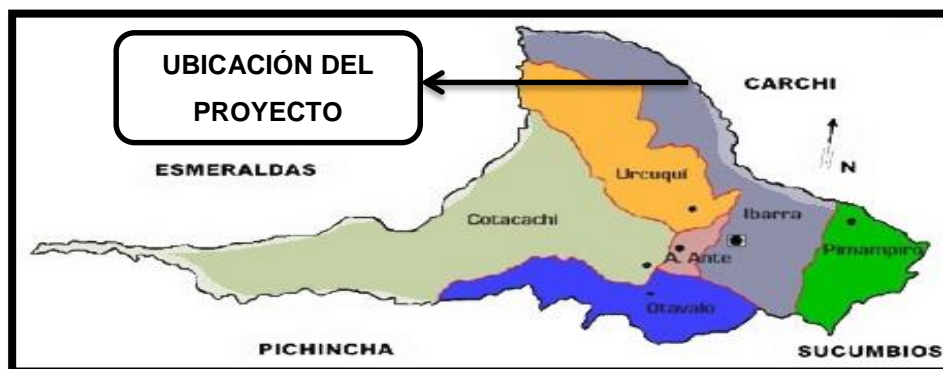 UBICACIÓN DEL
PROYECTO
CARCHI
ESMERALDAS
N
Urcuquí
Cotacachi
Ibarra
A. Ante
Pimampiro
Otavalo
PICHINCHA
SUCUMBIOS